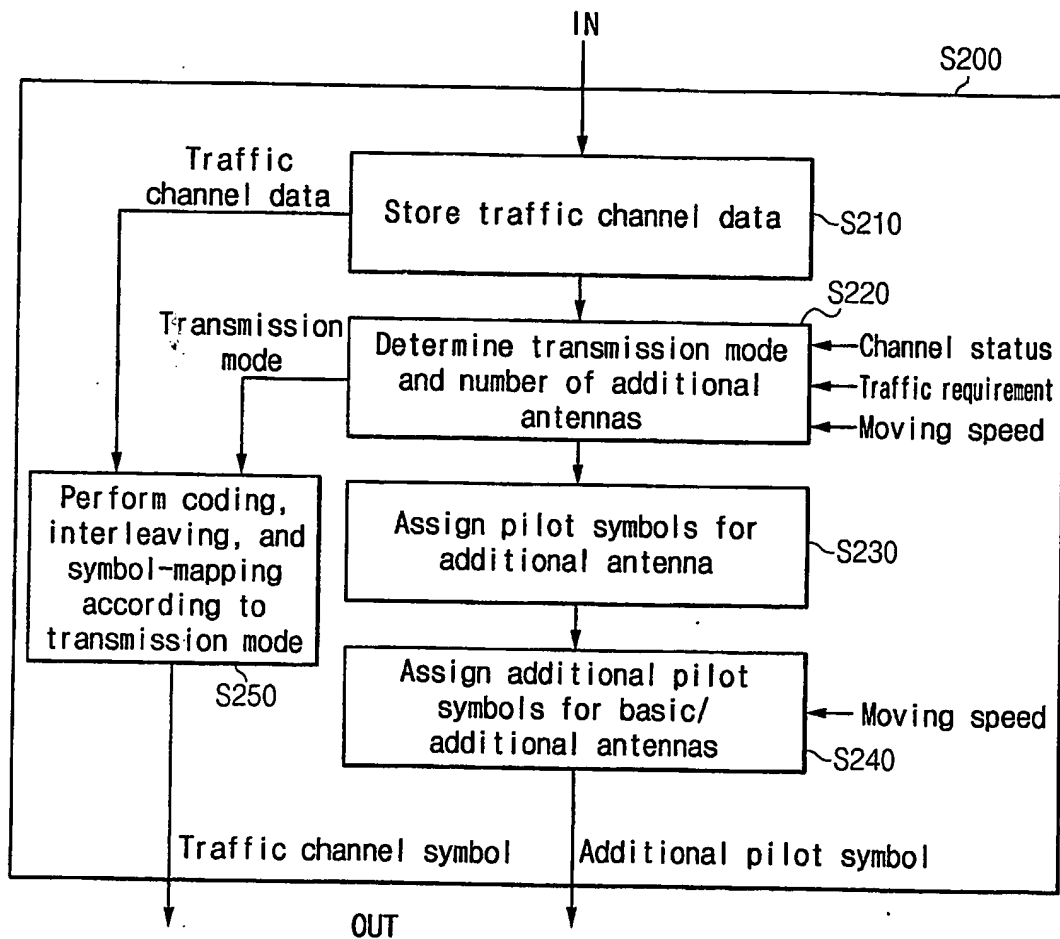 IN
S200
Traffic
channel data
Store traffic channel data
S210
S220
Transmission
mode
Determine transmission mode
and number of additional
antennas
Channel status
Traffic requirement
Moving speed
Perform coding,
interleaving, and
symbol-mapping
according to
transmission mode
S250
Assign pilot symbols for
additional antenna
S230
Assign additional pilot
symbols for basic/
additional antennas
Moving speed
S240
Traffic channel symbol
Additional pilot symbol
OUT